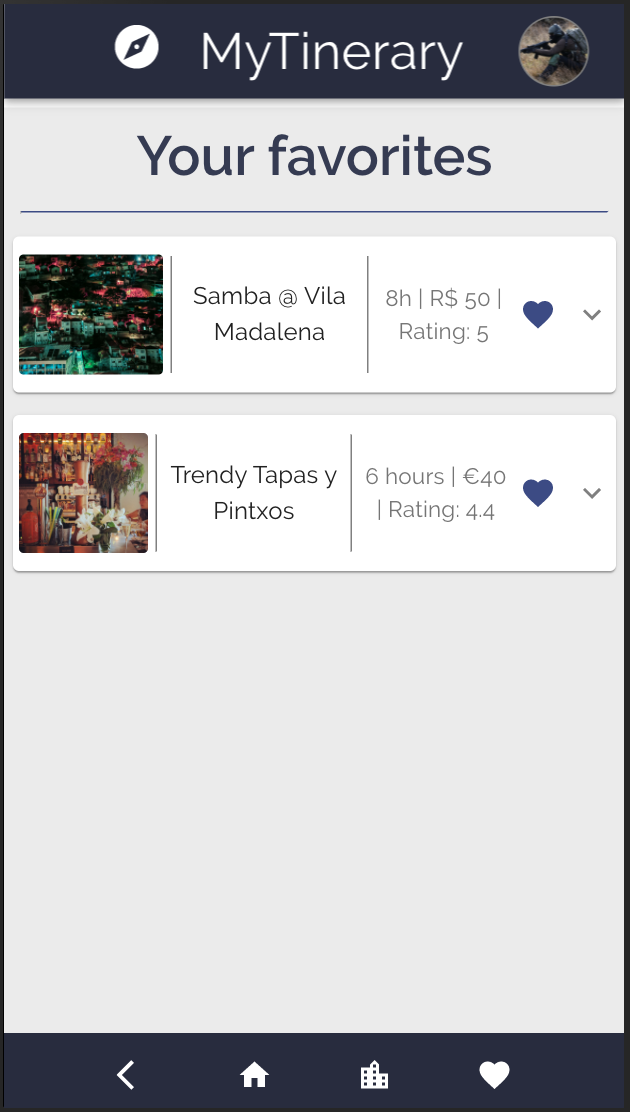 MyTinerary
Your favorites
Samba @ Vila
Madalena
8h | R$ 50 |
Rating: 5
Trendy Tapas y
Pintxos
6 hours | €40
| Rating: 4.4